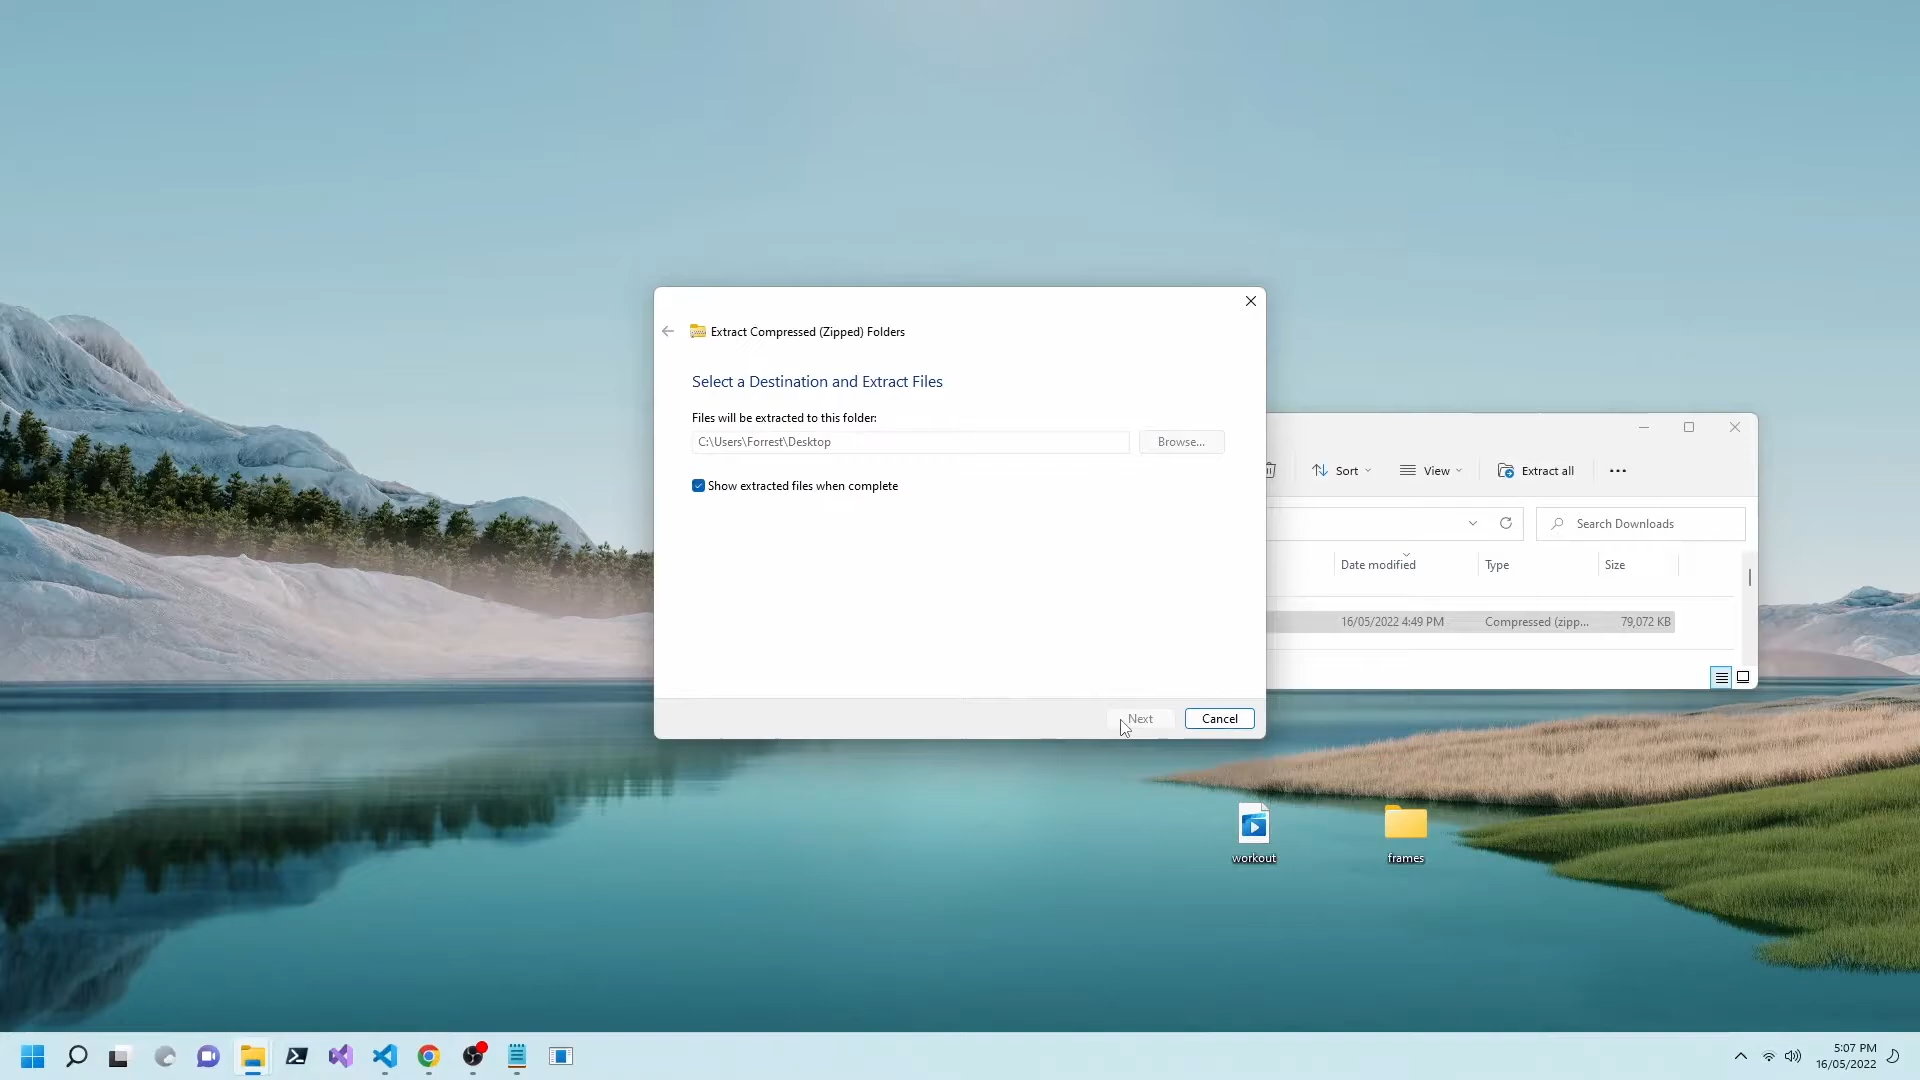 Extract Compressed (Zipped) Folders
Select a Destination and Extract Files
Files will be extracted to this folder:
C:\Users\Forrest\Desktop
Browse...
Show extracted files when complete
Next
Cancel
Sort
View
Extract all
Search Downloads
Date modified
Type
Size
16/05/2022 4:49 PM
Compressed (zipp...
79,072 KB
workout
frames
5:07 PM
16/05/2022